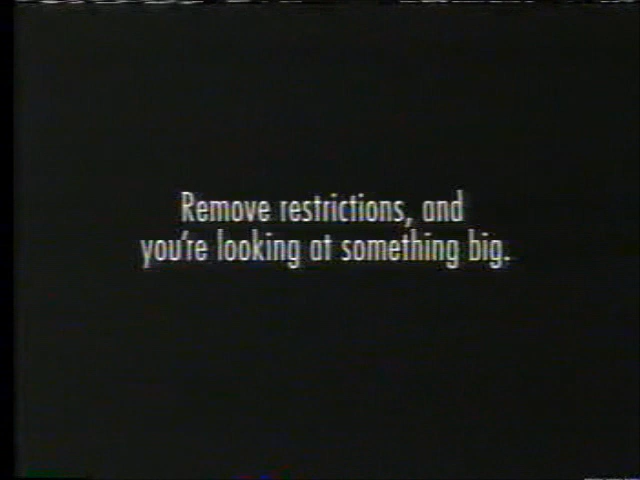 Remove restrictions, and
you're looking at something big.